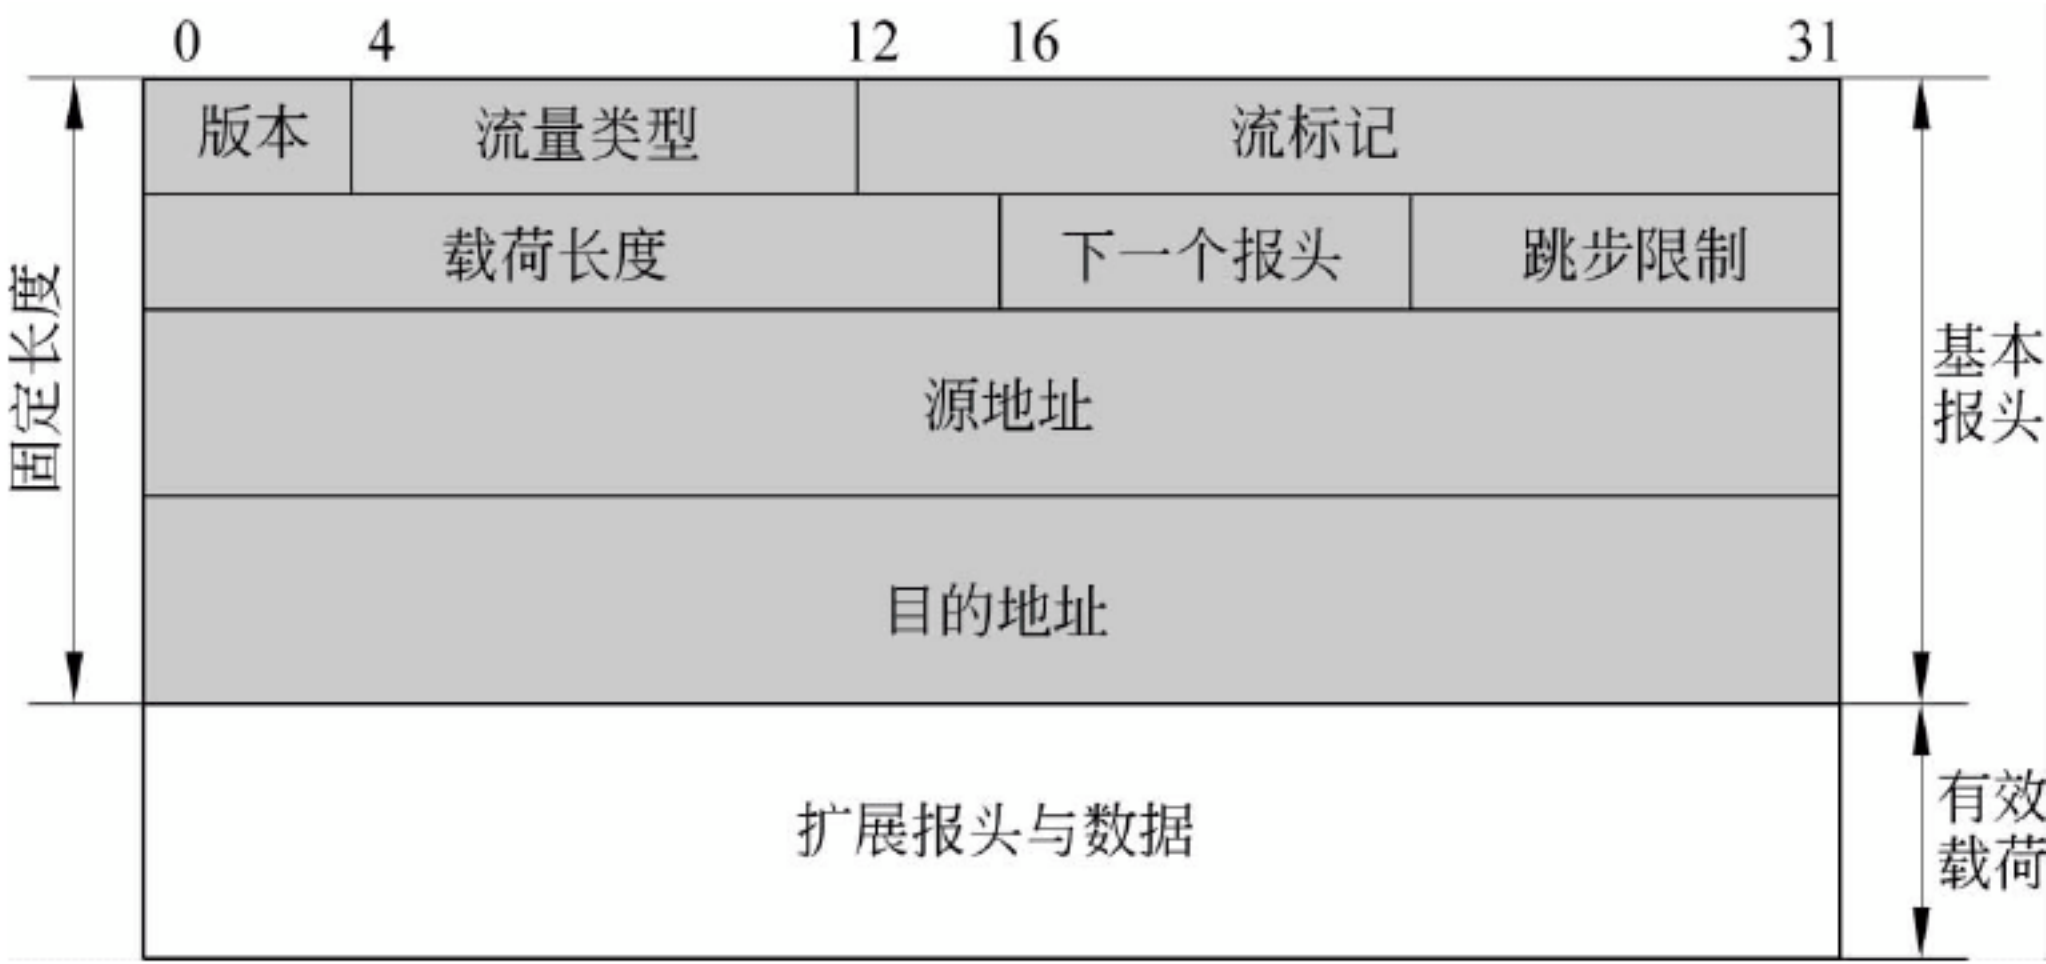 0 4 12 16 31
版本 流量类型 流标记
载荷长度 下一个报头 跳步限制
固定长度
源地址
基本
报头
目的地址
扩展报头与数据
有效
载荷